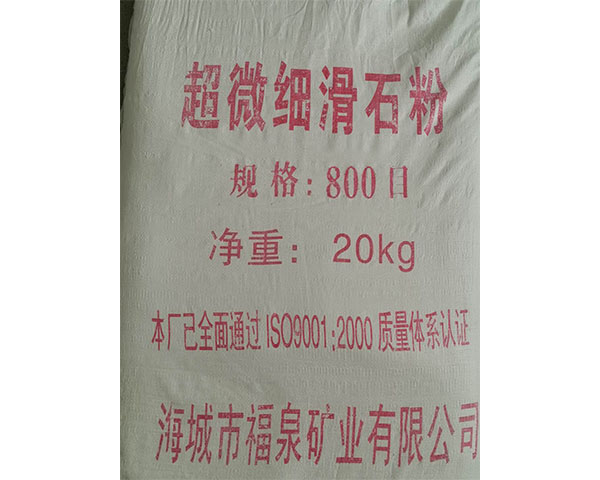 超微细滑石粉
规格:800目
净重: 20kg
本厂已全面通过ISO9001:2000质量体系认证
海城市福泉矿业有限公司